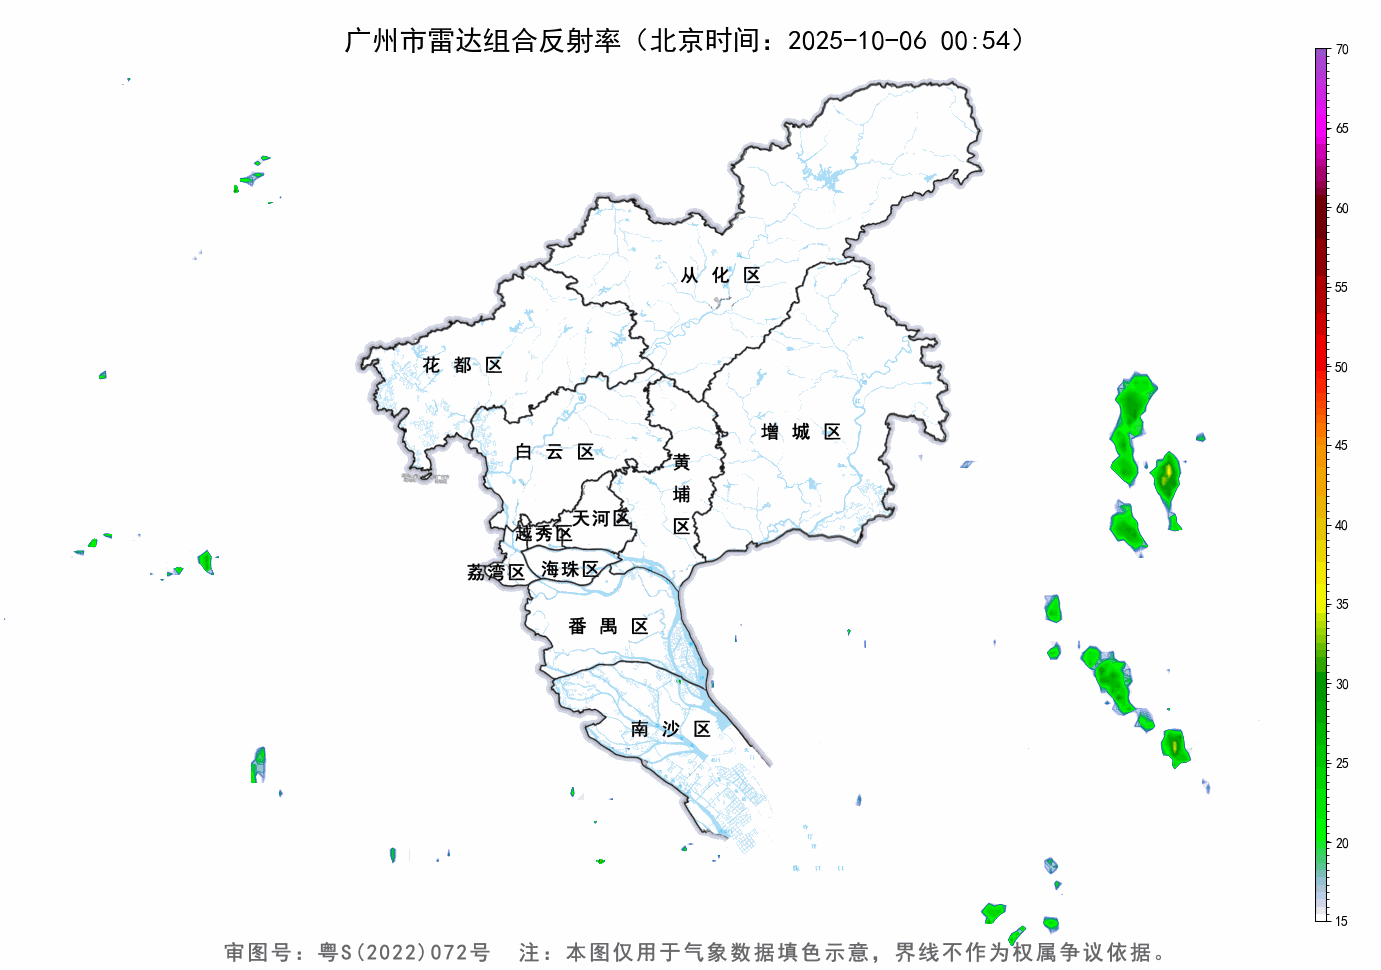 广州市雷达组合反射率（北京时间：2025-10-06 00:54）
70
65
60
55
50
45
40
35
30
25
20
15
从化区
花都区
增城区
白云区
黄埔区
天河区
越秀区
荔湾区
海珠区
番禺区
南沙区
审图号：粤S(2022)072号 注：本图仅用于气象数据填色示意，界线不作为权属争议依据。